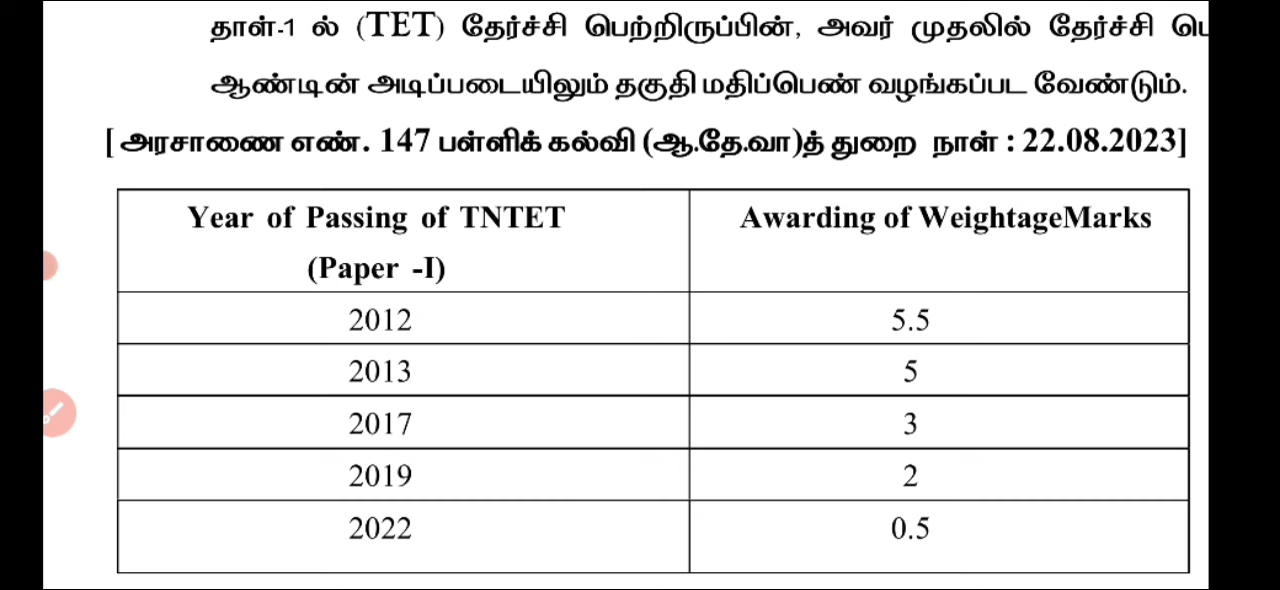 தாள்-1 ல் (TET) தேர்ச்சி பெற்றிருப்பின், அவர் முதலில் தேர்ச்சி
ஆண்டின் அடிப்படையிலும் தகுதி மதிப்பெண் வழங்கப்பட வேண்டும்.
[ அரசாணை எண். 147 பள்ளிக் கல்வி (ஆ.தே.வா)த் துறை நாள் : 22.08.2023]
Year of Passing of TNTET
(Paper -I)
Awarding of WeightageMarks
2012 5.5
2013 5
2017 3
2019 2
2022 0.5